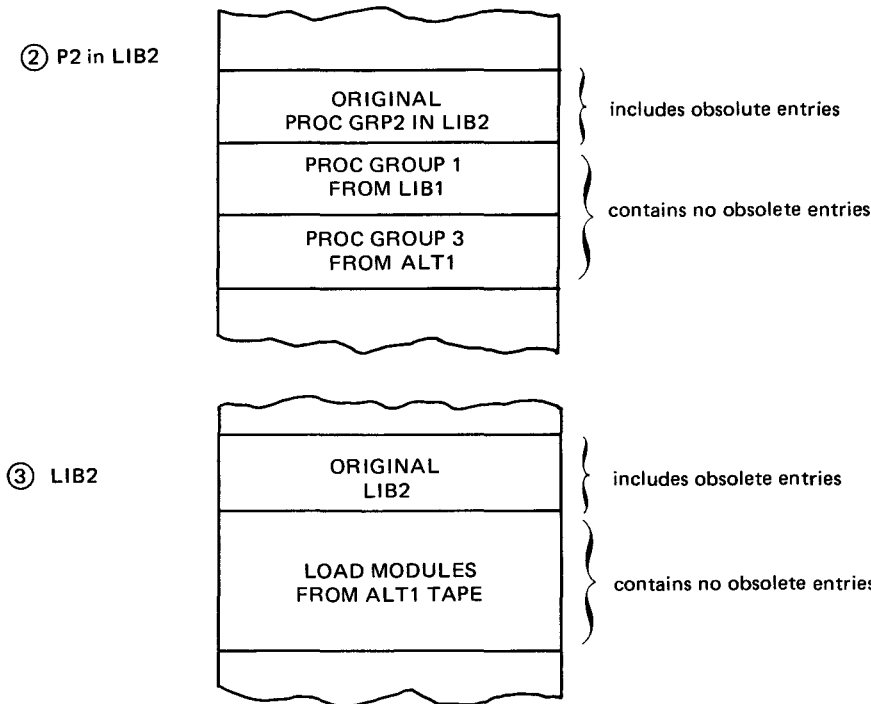 ② P2 in LIB2
ORIGINAL
PROC GRP2 IN LIB2
includes absolute entries
PROC GROUP 1
FROM LIB1
contains no obsolete entries
PROC GROUP 3
FROM ALT1
③ LIB2
ORIGINAL
LIB2
includes obsolete entries
LOAD MODULES
FROM ALT1 TAPE
contains no obsolete entries